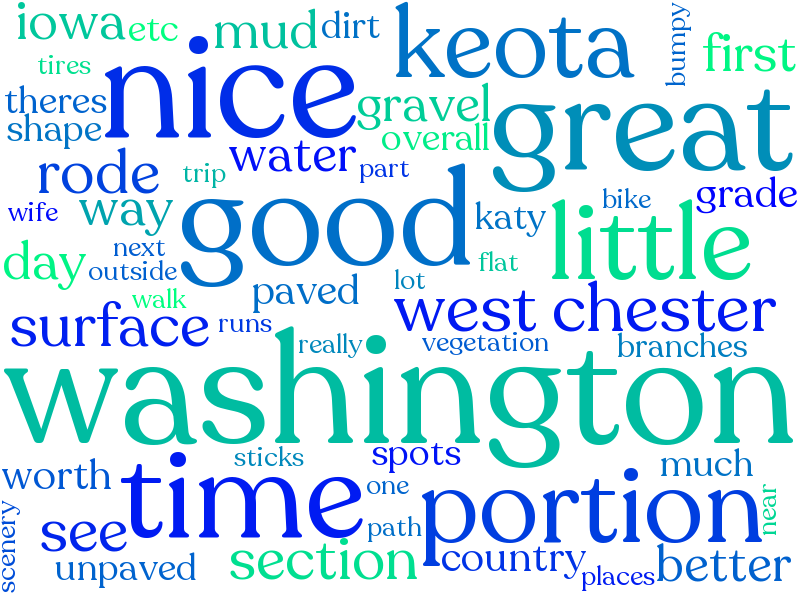 iowa
etc
mud
dirt
keota
bumpy
first
tires
nice
theres
gravel
great
shape
overall
water
part
rode
trip
good
wife
way
katy
bike
grade
little
day
next
outside
flat
walk
paved
lot
west chester
surface
runs
really
vegetation
branches
washington
worth
sticks
spots
much
time
one
portion
near
scenery
see
path
unpaved
section
country
places
better